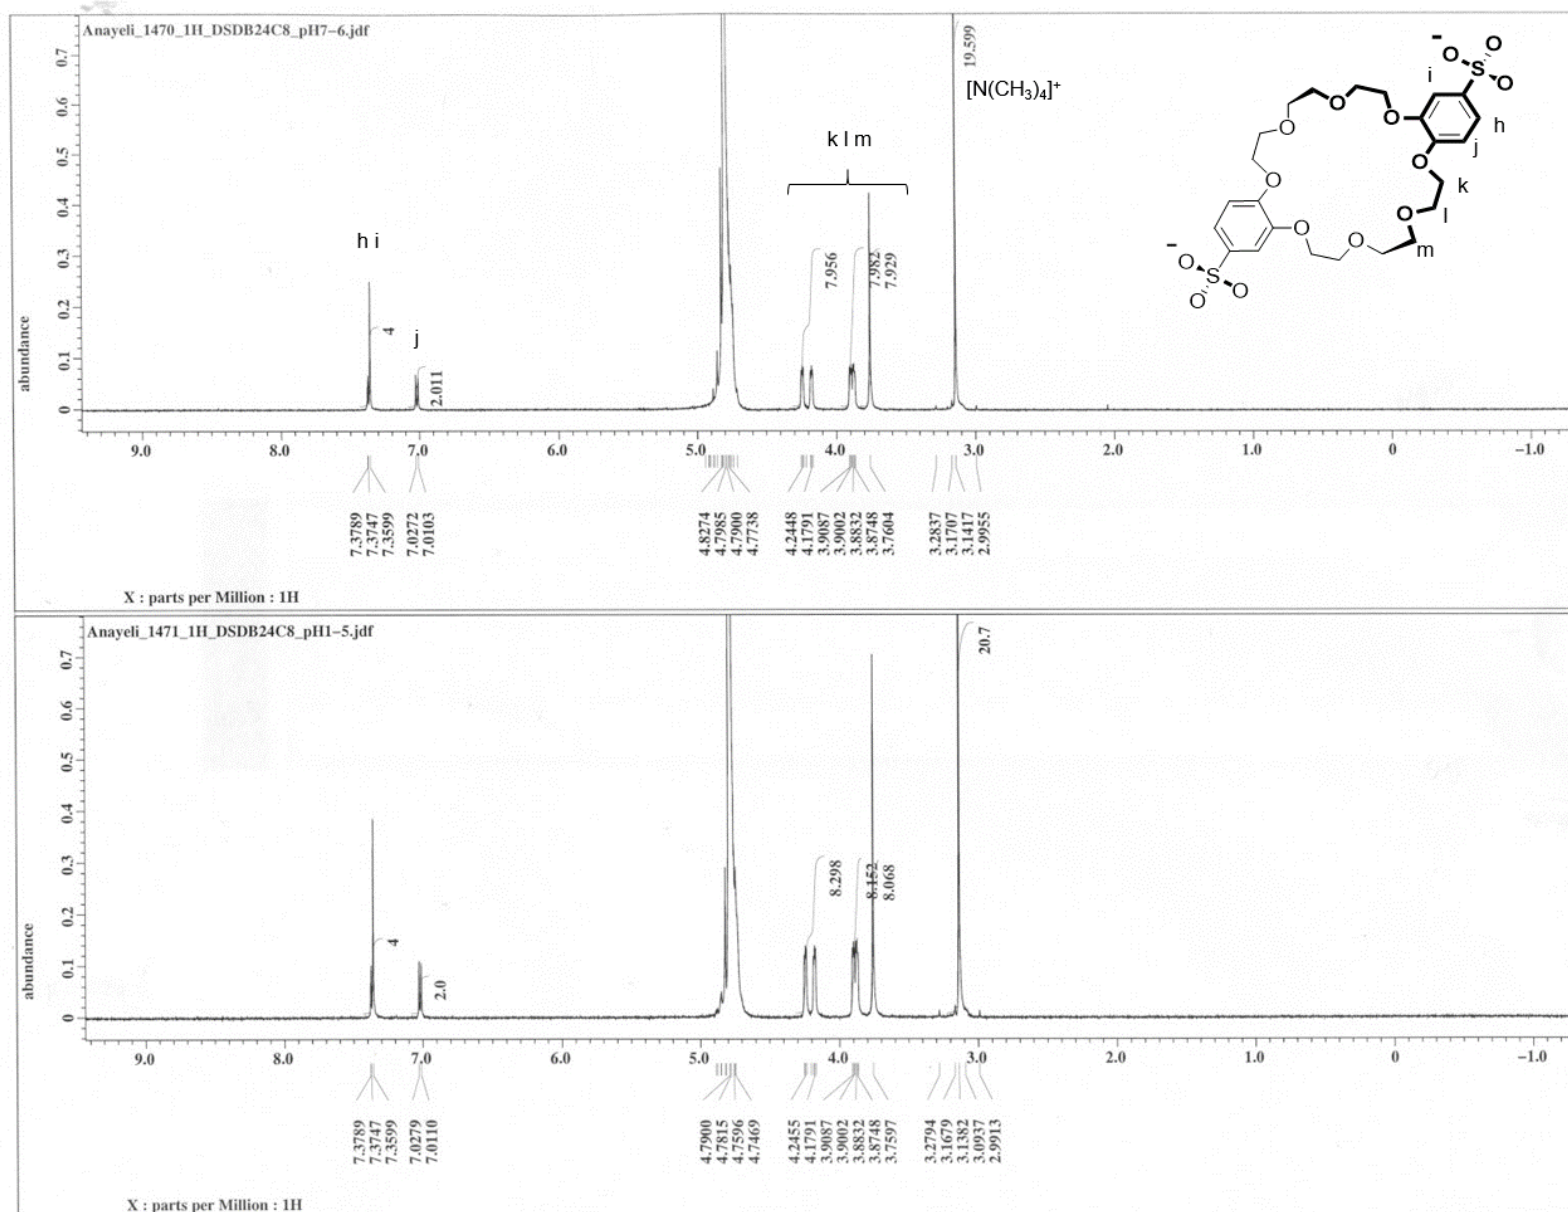 Anayeli_1470_1H_DSDB24C8_pH7-6.jdf
abundance
0.7
0.6
0.5
0.4
0.3
0.2
0.1
0
h i
4
j
2.011
k l m
7.956
7.982
7.929
19.599
[N(CH3)4]+
- O O
S
O
i
h
j
O
O
O
O
k
O
l
m
O
O
O
- O
S
O O
9.0 8.0 7.0 6.0 5.0 4.0 3.0 2.0 1.0 0 -1.0
7.3789
7.3747
7.3599
7.0272
7.0103
4.8274
4.7985
4.7900
4.7738
4.2448
4.1791
3.9087
3.9002
3.8832
3.8748
3.7604
3.2837
3.1707
3.1417
2.9955
X : parts per Million : 1H
Anayeli_1471_1H_DSDB24C8_pH1-5.jdf
abundance
0.7
0.6
0.5
0.4
0.3
0.2
0.1
0
4
2.0
8.298
8.152
8.068
20.7
9.0 8.0 7.0 6.0 5.0 4.0 3.0 2.0 1.0 0 -1.0
7.3789
7.3747
7.3599
7.0279
7.0110
4.7900
4.7815
4.7596
4.7469
4.2455
4.1791
3.9087
3.9002
3.8832
3.8748
3.7597
3.2794
3.1679
3.1382
3.0937
2.9913
X : parts per Million : 1H